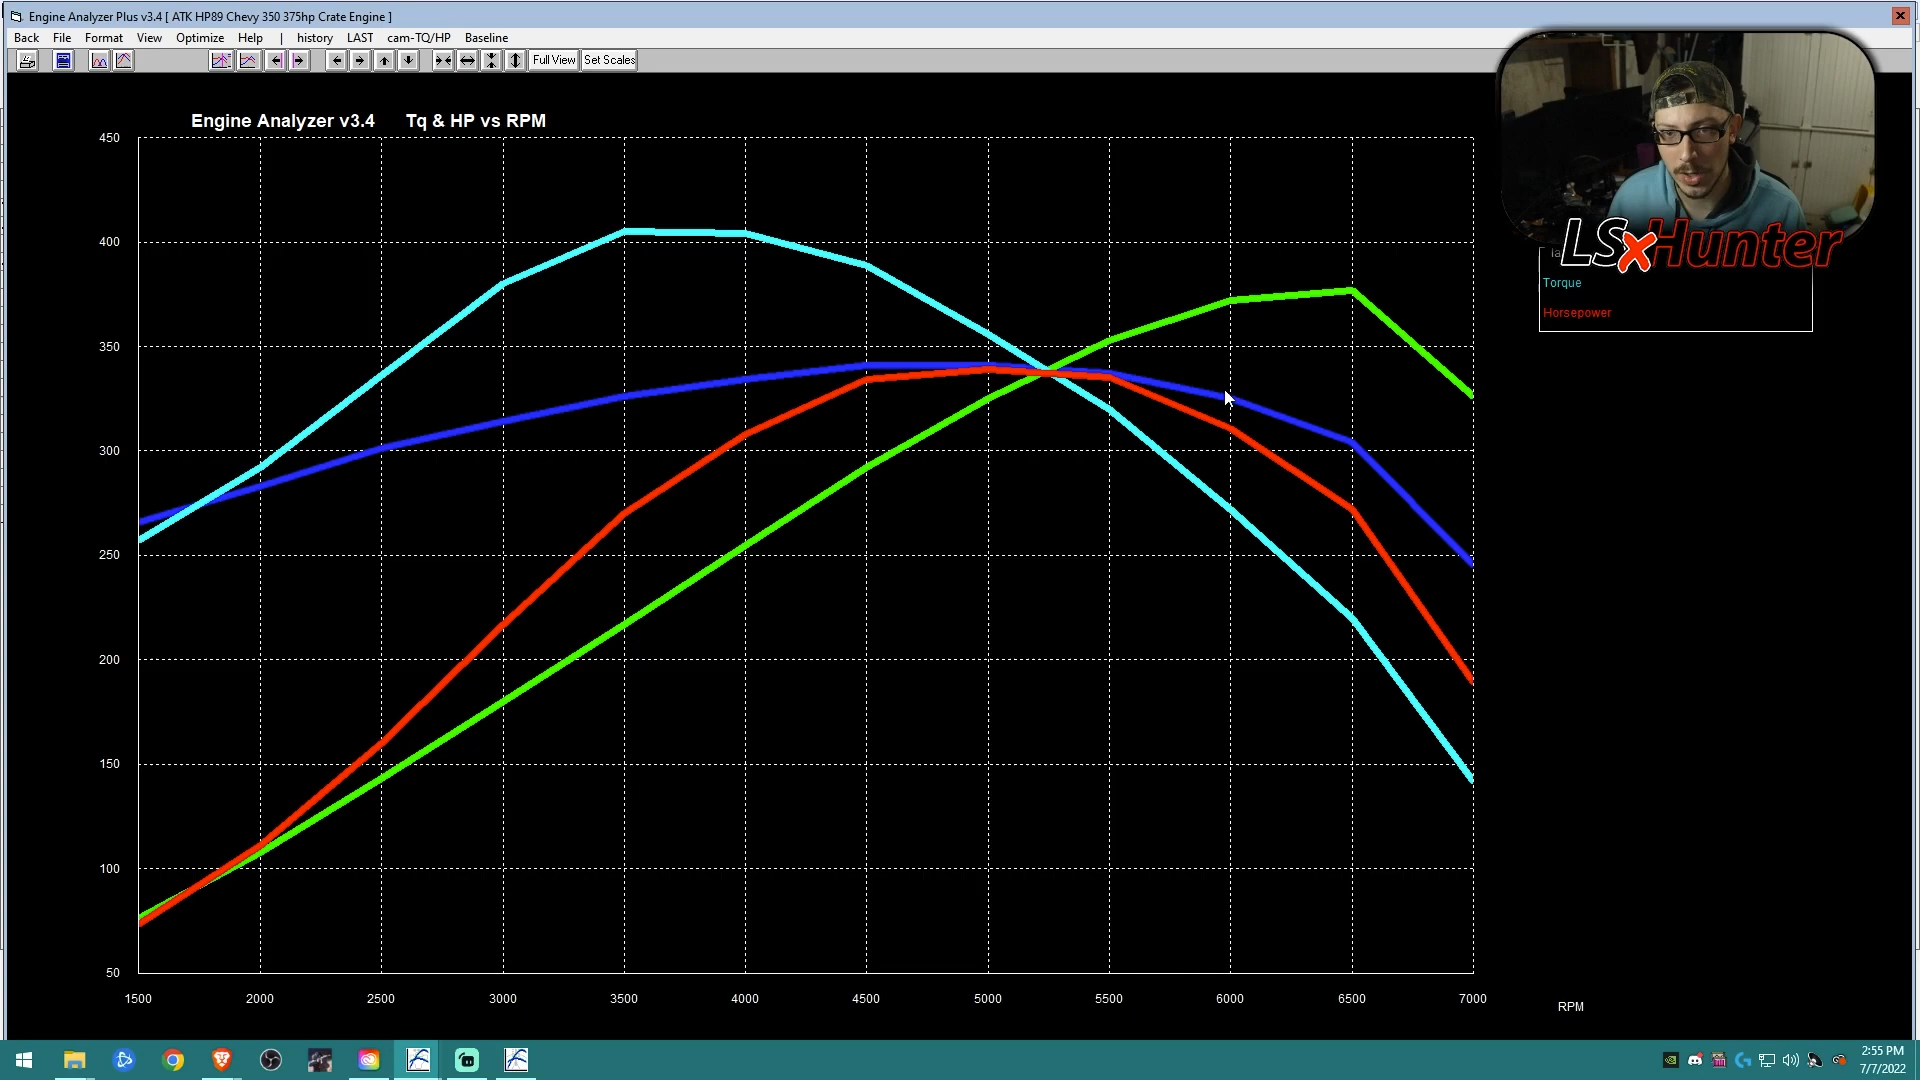 Engine Analyzer Plus v3.4 [ ATK HP89 Chevy 350 375hp Crate Engine ]
Back File Format View Optimize Help | history LAST cam-TQ/HP Baseline
Full View Set Scales
Engine Analyzer v3.4 Tq & HP vs RPM
450
400
350
300
250
200
150
100
50
1500 2000 2500 3000 3500 4000 4500 5000 5500 6000 6500 7000
RPM
LSxHunter
Torque
Horsepower
2:55 PM
7/7/2022